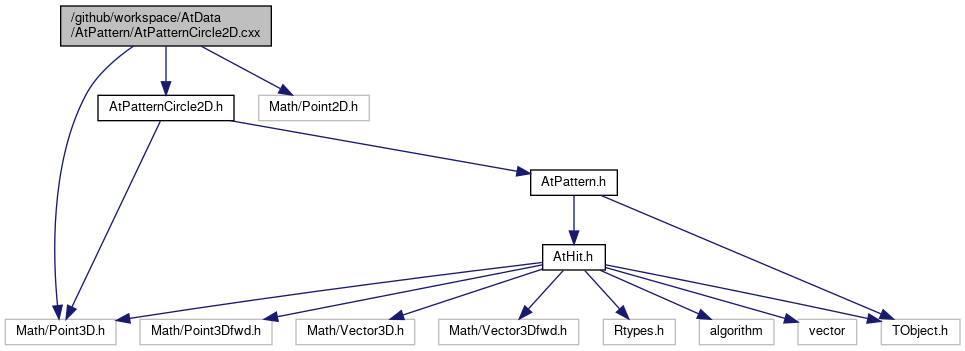 /github/workspace/AtData
/AtPattern/AtPatternCircle2D.cxx
AtPatternCircle2D.h
Math/Point2D.h
AtPattern.h
AtHit.h
Math/Point3D.h
Math/Point3Dfwd.h
Math/Vector3D.h
Math/Vector3Dfwd.h
Rtypes.h
algorithm
vector
TObject.h